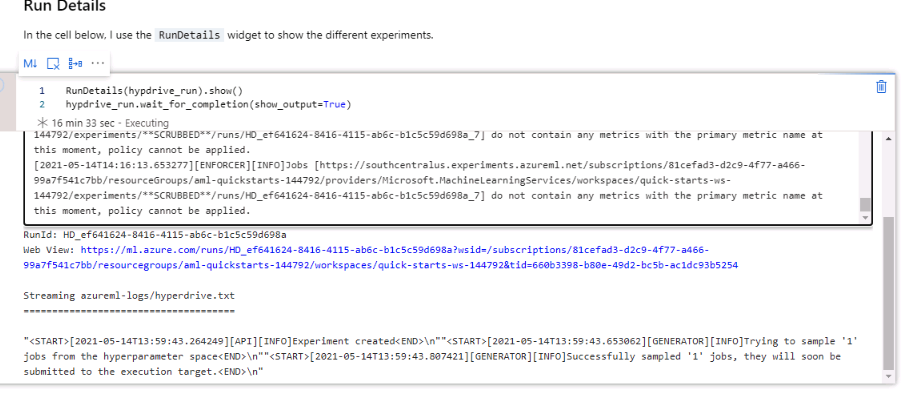 Run Details
In the cell below, I use the RunDetails widget to show the different experiments.
M↓
1 RunDetails(hypdrive_run).show()
2 hypdrive_run.wait_for_completion(show_output=True)
16 min 33 sec - Executing
144792/experiments/**SCRUBBED**/runs/HD_ef641624-8416-4115-ab6c-b1c5c59d698a_7] do not contain any metrics with the primary metric name at
this moment, policy cannot be applied.
[2021-05-14T14:16:13.653277][ENFORCER][INFO]Jobs [https://southcentralus.experiments.azureml.net/subscriptions/81cefad3-d2c9-4f77-a466-
99a7f541c7bb/resourceGroups/aml-quickstarts-144792/providers/Microsoft.MachineLearningServices/workspaces/quick-starts-ws-
144792/experiments/**SCRUBBED**/runs/HD_ef641624-8416-4115-ab6c-b1c5c59d698a_7] do not contain any metrics with the primary metric name at
this moment, policy cannot be applied.
RunId: HD_ef641624-8416-4115-ab6c-b1c5c59d698a
Web View: https://ml.azure.com/runs/HD_ef641624-8416-4115-ab6c-b1c5c59d698a?wsid=/subscriptions/81cefad3-d2c9-4f77-a466-
99a7f541c7bb/resourcegroups/aml-quickstarts-144792/workspaces/quick-starts-ws-144792&tid=660b3398-b80e-49d2-bc5b-ac1dc93b5254
Streaming azureml-logs/hyperdrive.txt
=====================================
"<START>[2021-05-14T13:59:43.264249][API][INFO]Experiment created<END>\n""<START>[2021-05-14T13:59:43.653062][GENERATOR][INFO]Trying to sample '1'
jobs from the hyperparameter space<END>\n""<START>[2021-05-14T13:59:43.807421][GENERATOR][INFO]Successfully sampled '1' jobs, they will soon be
submitted to the execution target.<END>\n"